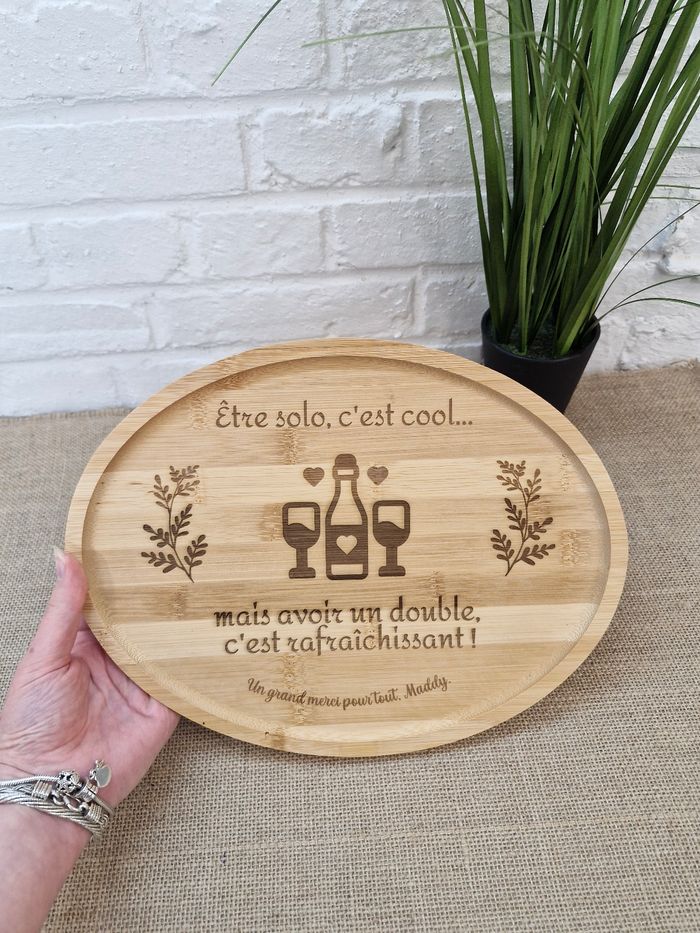 Être solo, c'est cool...
mais avoir un double,
c'est rafraîchissant !
Un grand merci pour tout. Maddy.